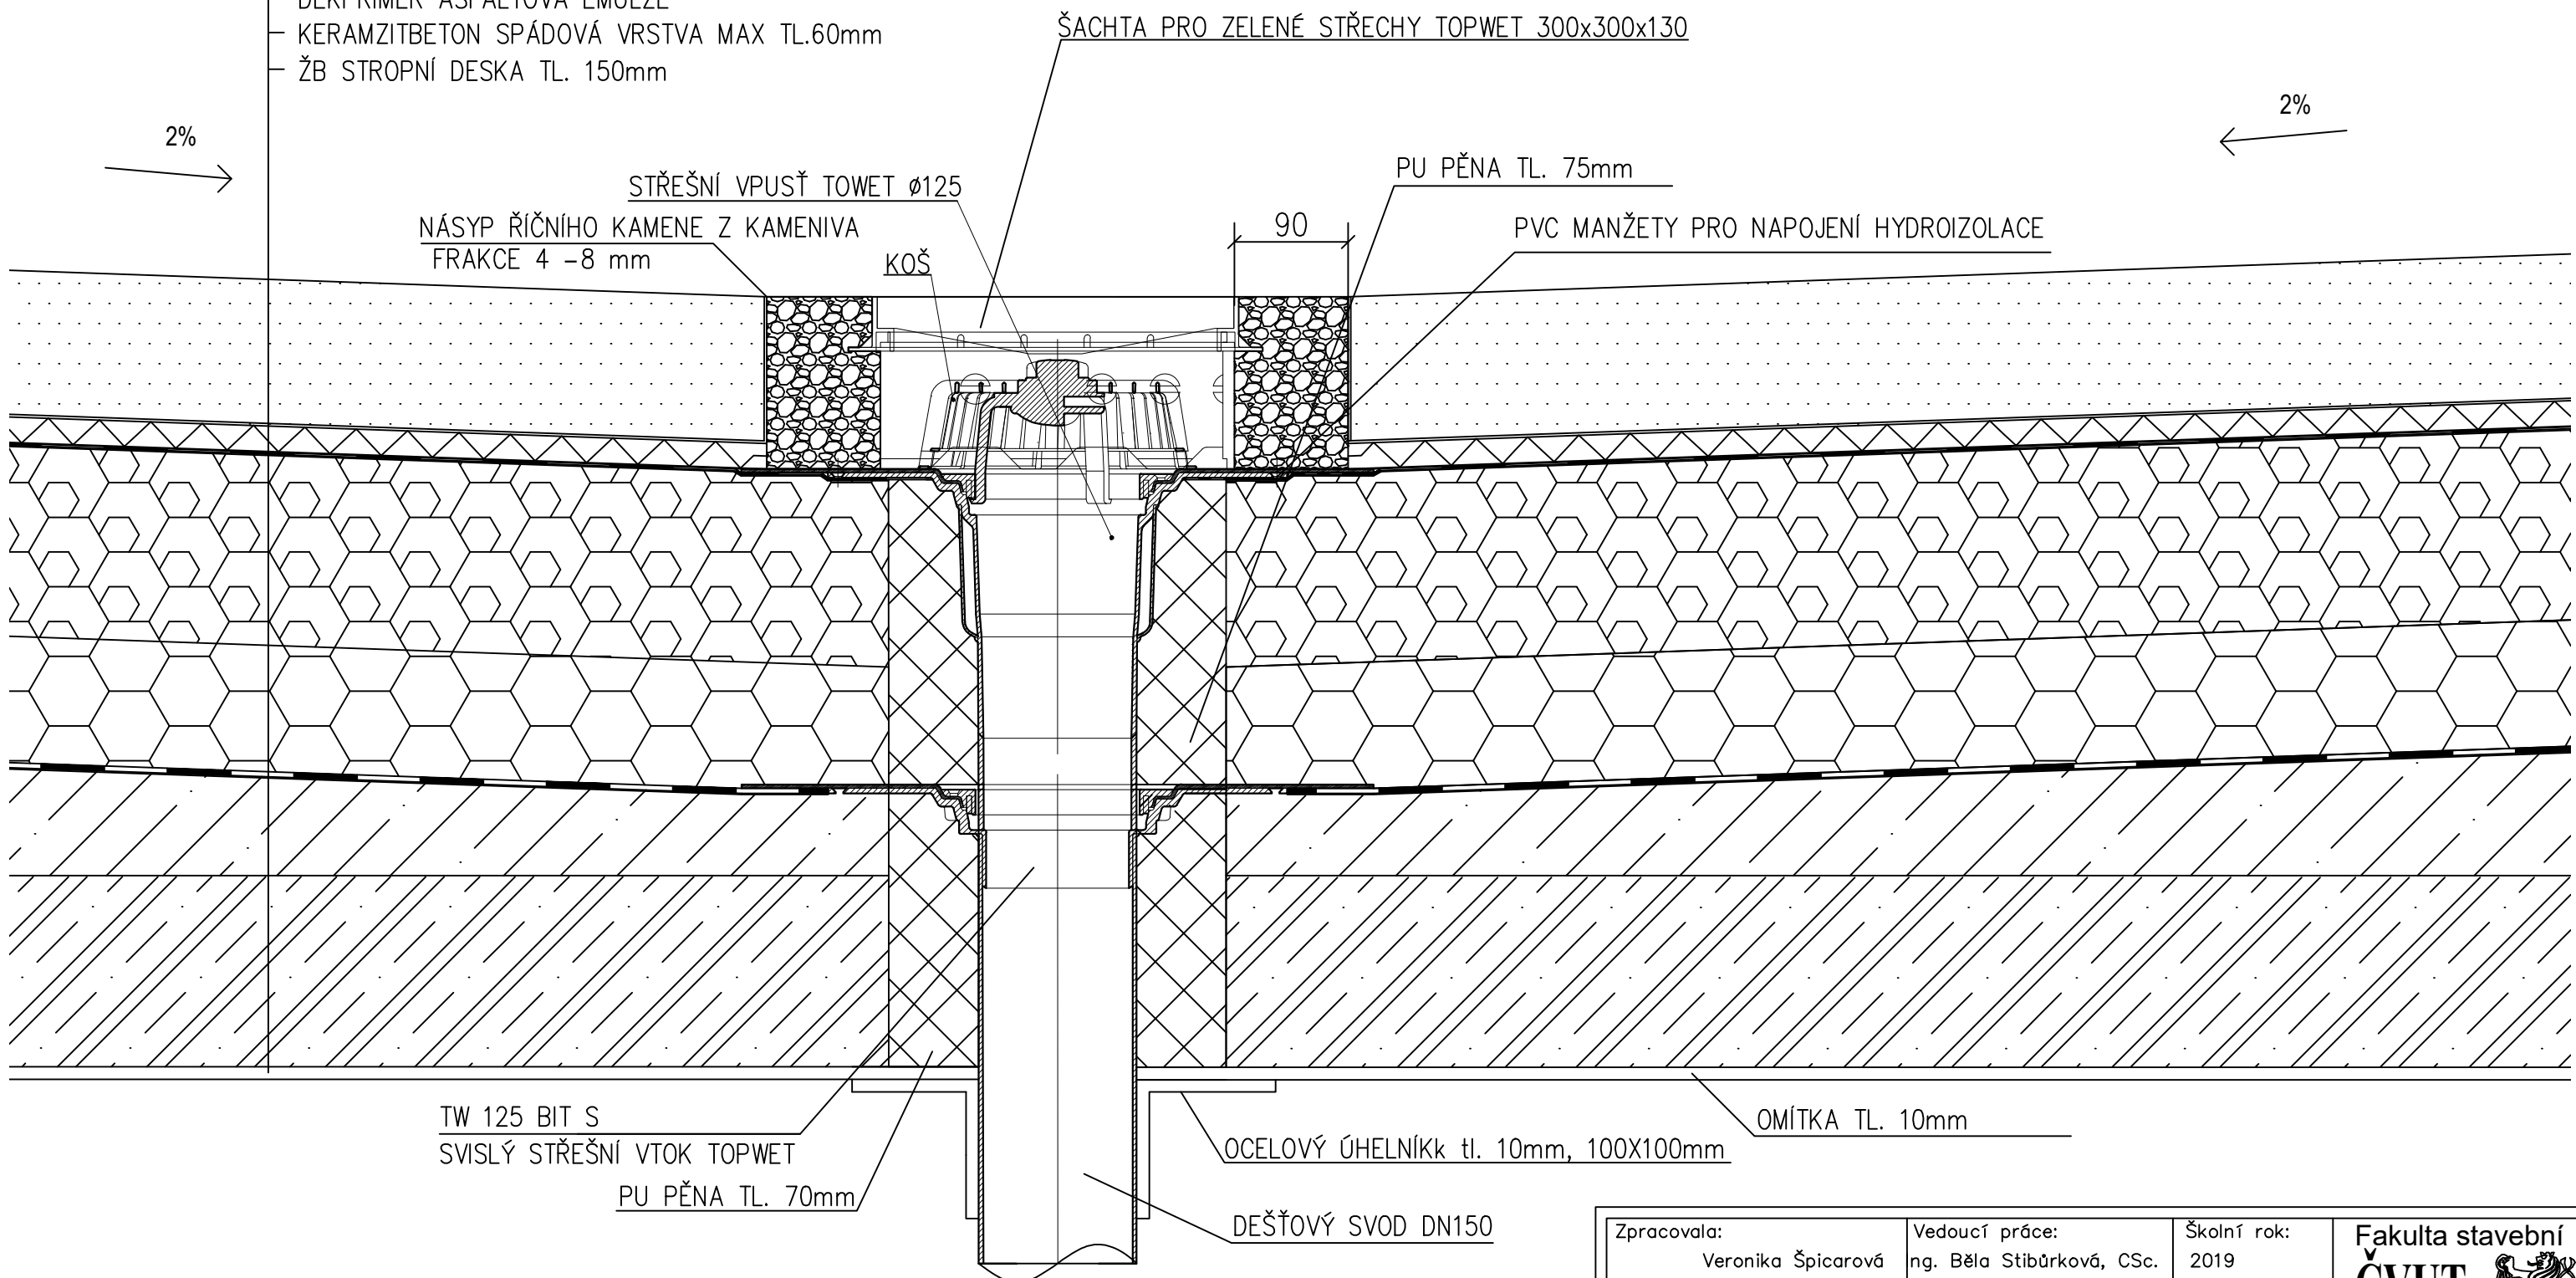 DEKPRIMER ASFALTOVÁ EMULZE
KERAMZITBETON SPÁDOVÁ VRSTVA MAX TL.60mm
ŽB STROPNÍ DESKA TL. 150mm
ŠACHTA PRO ZELENÉ STŘECHY TOPWET 300x300x130
2%
2%
STŘEŠNÍ VPUSŤ TOWET ø125
PU PĚNA TL. 75mm
NÁSYP ŘÍČNÍHO KAMENE Z KAMENIVA
FRAKCE 4 -8 mm
KOŠ
90
PVC MANŽETY PRO NAPOJENÍ HYDROIZOLACE
TW 125 BIT S
SVISLÝ STŘEŠNÍ VTOK TOPWET
PU PĚNA TL. 70mm
OCELOVÝ ÚHELNÍKk tl. 10mm, 100X100mm
OMÍTKA TL. 10mm
DEŠŤOVÝ SVOD DN150
Zpracovala:
Veronika Špicarová
Vedoucí práce:
ng. Běla Stibůrková, CSc.
Školní rok:
2019
Fakulta stavební
ČVUT